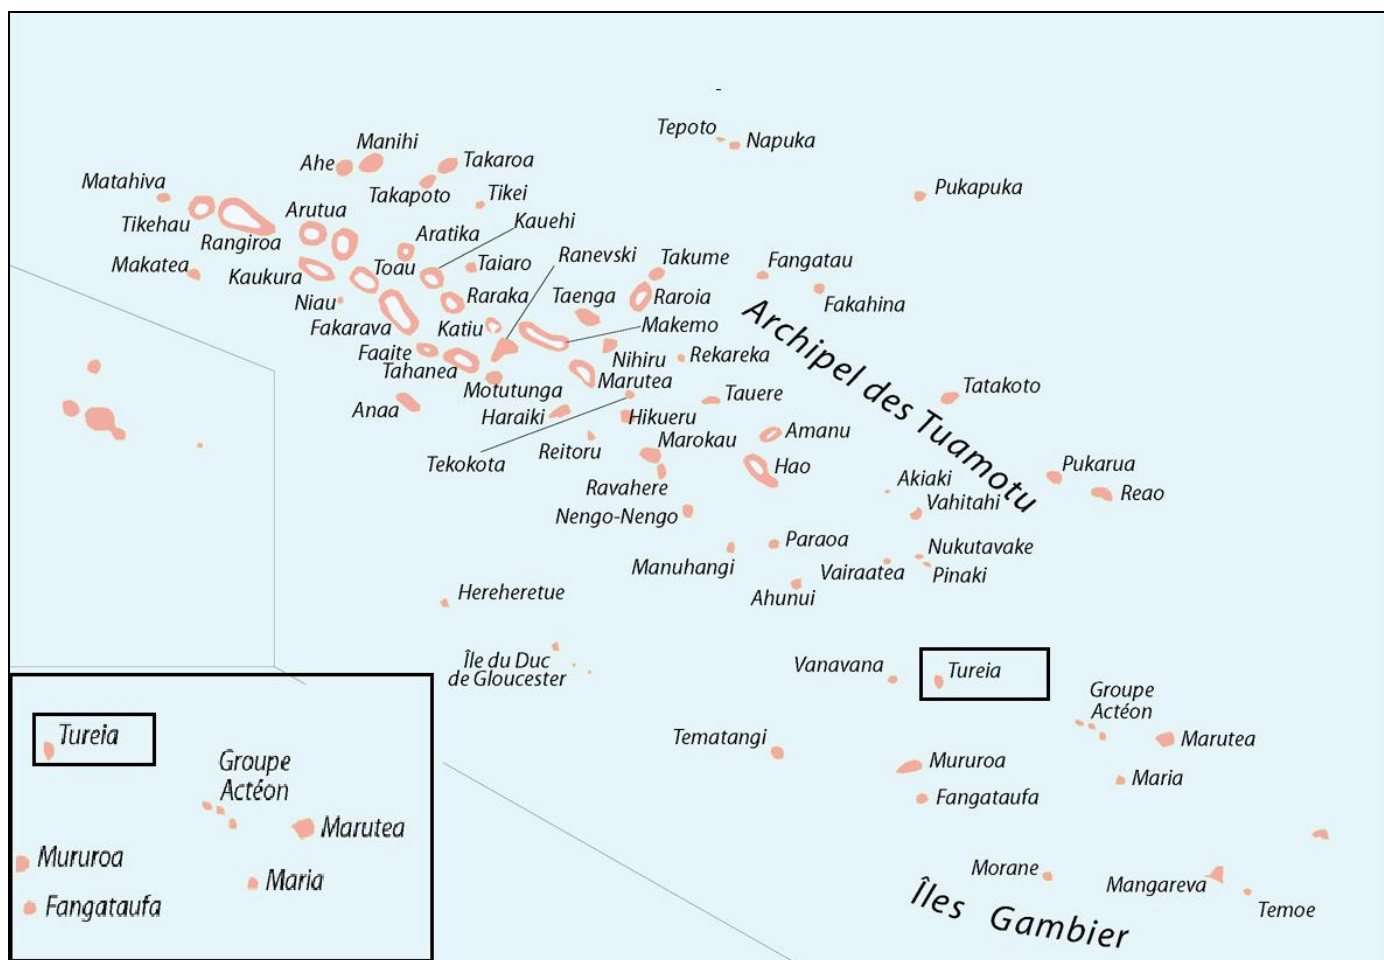 Tepoto
Napuka
Manihi
Ahe
Takaroa
Matahiva
Takapoto
Tikei
Pukapuka
Tikehau
Arutua
Kauehi
Rangiroa
Aratika
Ranevski
Makatea
Kaukura
Toau
Taiaro
Takume
Fangatau
Niau
Raraka
Taenga
Raroia
Fakahina
Fakarava
Katiu
Makemo
Archipel des Tuamotu
Faaite
Nihiru
Rekareka
Tahanea
Marutea
Motutunga
Tauere
Tatakoto
Anaa
Haraiki
Hikueru
Amanu
Reitoru
Marokau
Tekokota
Hao
Pukarua
Ravahere
Akiaki
Reao
Vahitahi
Nengo-Nengo
Paraoa
Nukutavake
Manuhangi
Vairaatea
Pinaki
Ahunui
Hereheretue
Île du Duc
de Gloucester
Vanavana
Tureia
Groupe
Actéon
Tematangi
Marutea
Mururoa
Maria
Fangataufa
Morane
Mangareva
Temoe
Îles Gambier
Tureia
Groupe
Actéon
Marutea
Mururoa
Maria
Fangataufa